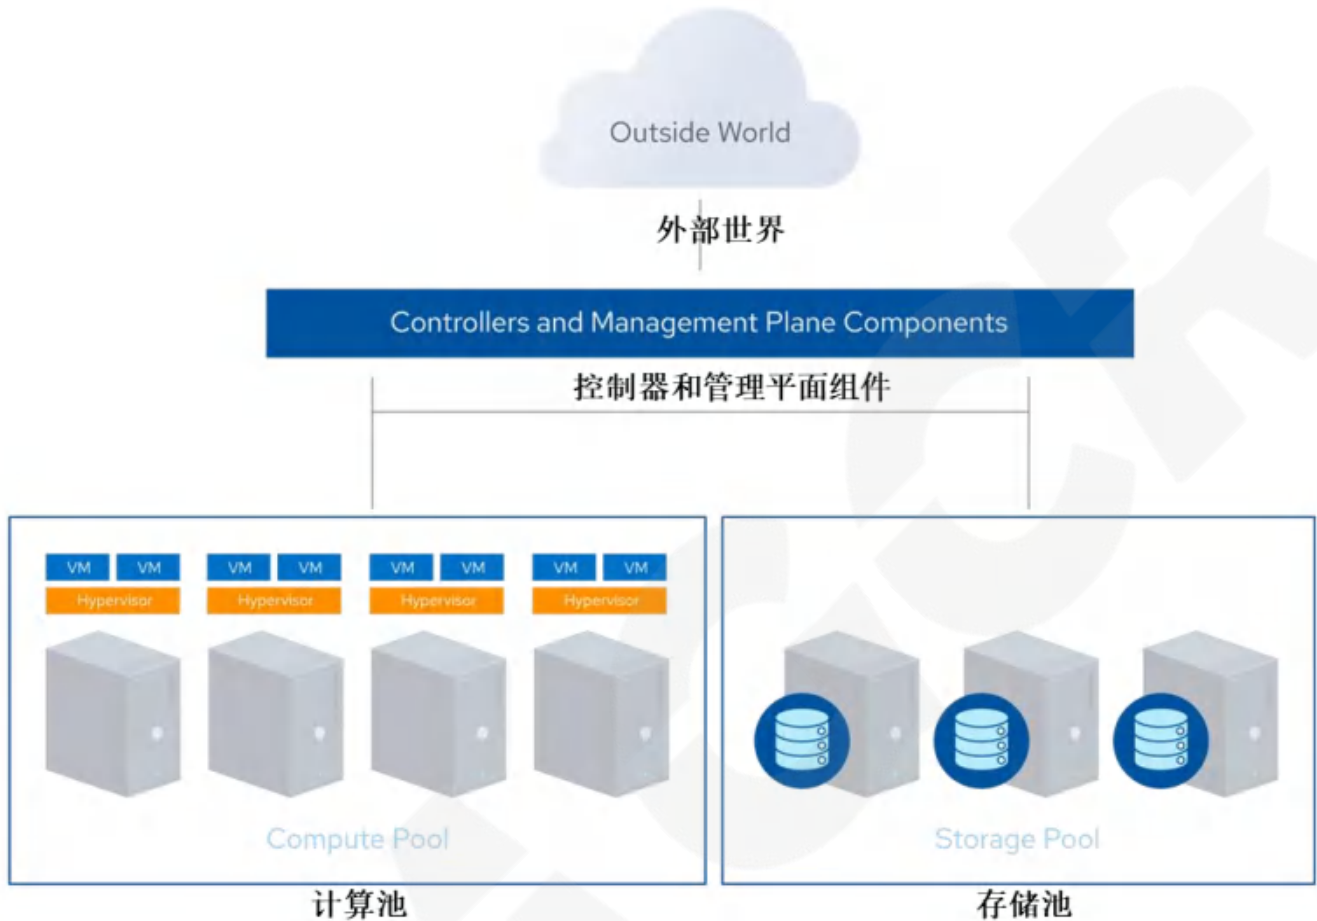 Outside World
外部世界
Controllers and Management Plane Components
控制器和管理平面组件
VM VM VM VM VM VM VM VM
Hypervisor Hypervisor Hypervisor Hypervisor
Compute Pool
Storage Pool
计算池
存储池